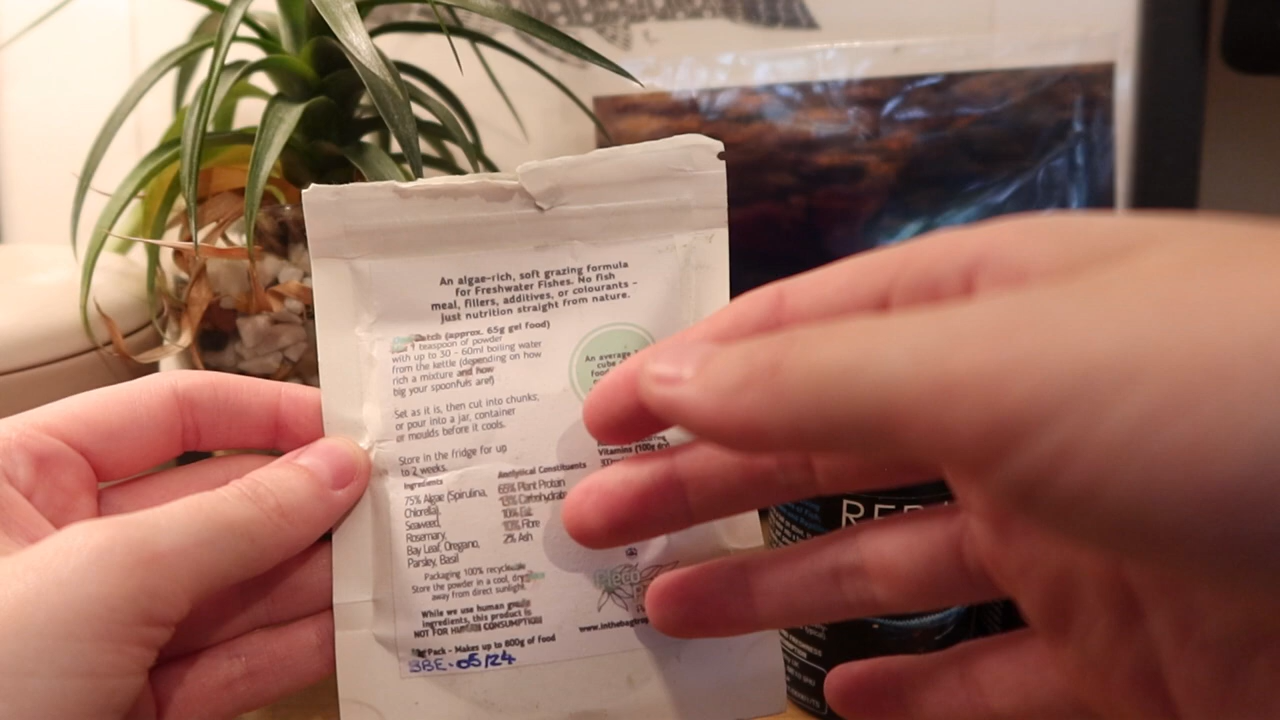 An algae-rich, soft grazing formula
for Freshwater Fishes. No fish
meal, fillers, additives, or colourants -
just nutrition straight from nature.
Batch (approx. 65g gel food)
1 teaspoon of powder
with up to 30 - 60ml boiling water
from the kettle (depending on how
rich a mixture and how
big your spoonfuls are!)
Set as it is, then cut into chunks,
or pour into a jar, container
or moulds before it cools.
Store in the fridge for up
to 2 weeks.
An average
cube
Ingredients
75% Algae (Spirulina,
Chlorella),
Seaweed,
Rosemary,
Bay Leaf, Oregano,
Parsley, Basil
Analytical Constituents
65% Plant Protein
13% Carbohydrate
10% Fat
10% Fibre
2% Ash
Vitamins (100g
Packaging 100% recyclable
Store the powder in a cool, dry place
away from direct sunlight.
While we use human grade
ingredients, this product is
NOT FOR HUMAN CONSUMPTION
Pack - Makes up to 800g of food
BBE - 05/24
Pleco
www.inthebag